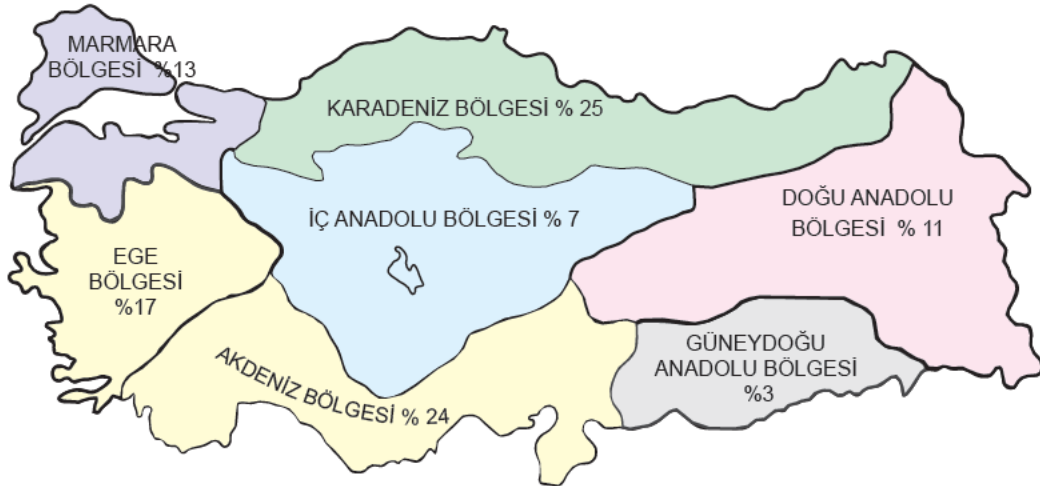 MARMARA
BÖLGESİ %13
KARADENİZ BÖLGESİ % 25
İÇ ANADOLU BÖLGESİ % 7
DOĞU ANADOLU
BÖLGESİ % 11
EGE
BÖLGESİ
%17
AKDENİZ BÖLGESİ % 24
GÜNEYDOĞU
ANADOLU BÖLGESİ
%3